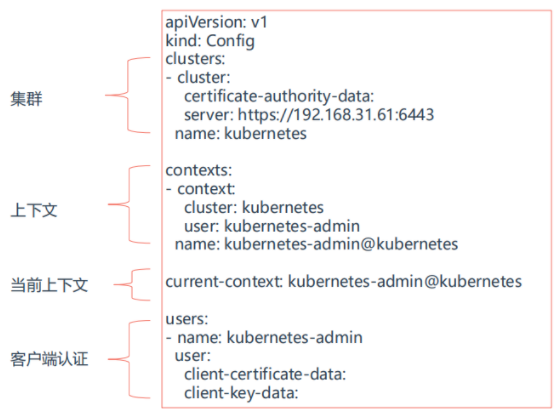 apiVersion: v1
kind: Config
clusters:
- cluster:
    certificate-authority-data:
    server: https://192.168.31.61:6443
  name: kubernetes
集群
contexts:
- context:
    cluster: kubernetes
    user: kubernetes-admin
  name: kubernetes-admin@kubernetes
上下文
current-context: kubernetes-admin@kubernetes
当前上下文
users:
- name: kubernetes-admin
  user:
    client-certificate-data:
    client-key-data:
客户端认证